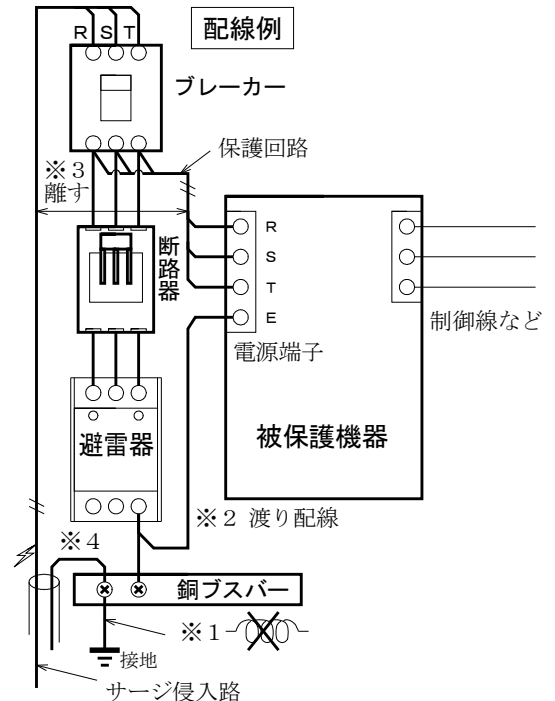 配線例
R S T
ブレーカー
保護回路
※3
離す
断路器
R
S
T
E
電源端子
制御線など
避雷器
被保護機器
※2 渡り配線
※4
銅ブスバー
※1
接地
サージ侵入路